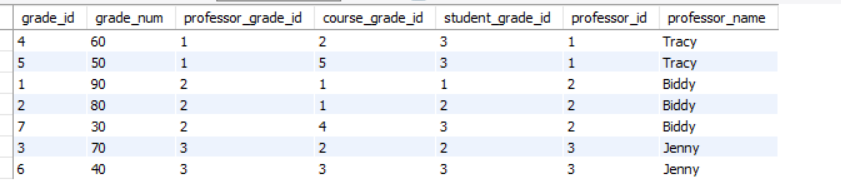 grade_id grade_num professor_grade_id course_grade_id student_grade_id professor_id professor_name
4 60 1 2 3 1 Tracy
5 50 1 5 3 1 Tracy
1 90 2 1 1 2 Biddy
2 80 2 1 2 2 Biddy
7 30 2 4 3 2 Biddy
3 70 3 2 2 3 Jenny
6 40 3 3 3 3 Jenny